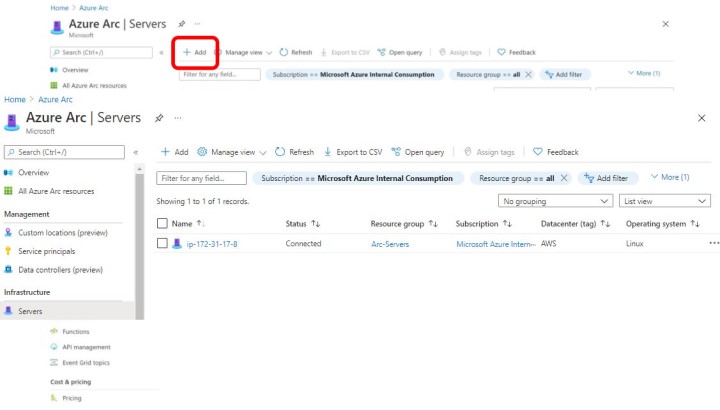 Home > Azure Arc
Azure Arc | Servers
Microsoft
Search (Ctrl+/)
Add Manage view Refresh Export to CSV Open query Assign tags Feedback
Overview
All Azure Arc resources
Filter for any field... Subscription == Microsoft Azure Internal Consumption Resource group == all Add filter More (1)
Home > Azure Arc
Azure Arc | Servers
Microsoft
Search (Ctrl+/)
Overview
All Azure Arc resources
Management
Custom locations (preview)
Service principals
Data controllers (preview)
Infrastructure
Servers
Add Manage view Refresh Export to CSV Open query Assign tags Feedback
Filter for any field... Subscription == Microsoft Azure Internal Consumption Resource group == all Add filter More (1)
Showing 1 to 1 of 1 records.
No grouping List view
Name Status Resource group Subscription Datacenter (tag) Operating system
ip-172-31-17-8 Connected Arc-Servers Microsoft Azure Intern AWS Linux
Functions
API management
Event Grid topics
Cost & pricing
Pricing